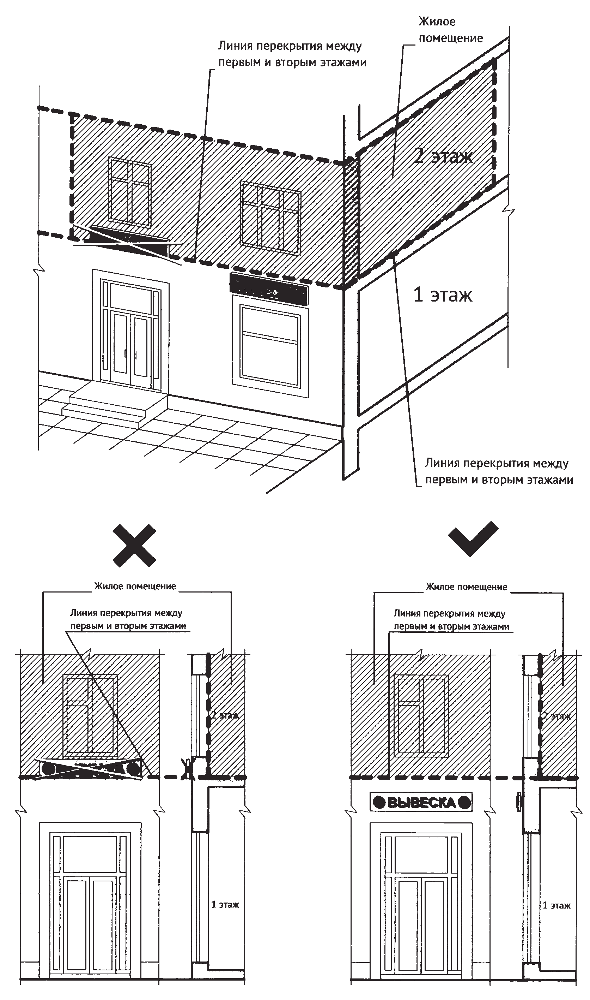 Жилое
помещение
Линия перекрытия между
первым и вторым этажами
2 этаж
1 этаж
Линия перекрытия между
первым и вторым этажами
Жилое помещение
Линия перекрытия между
первым и вторым этажами
2 этаж
1 этаж
Жилое помещение
Линия перекрытия между
первым и вторым этажами
2 этаж
ВЫВЕСКА
1 этаж